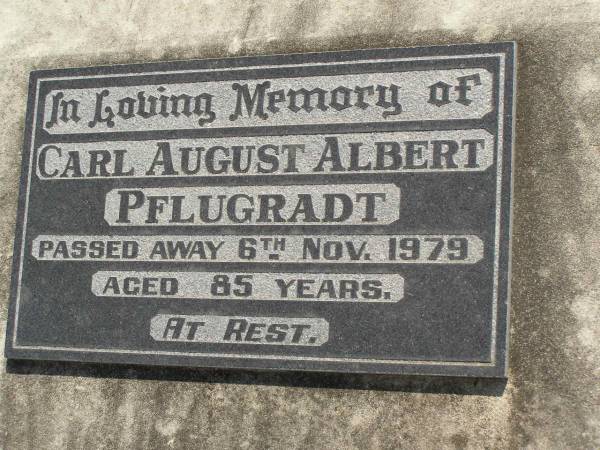 In Loving Memory of
CARL AUGUST ALBERT
PFLUGRADT
PASSED AWAY 6TH NOV. 1979
AGED 85 YEARS.
AT REST.